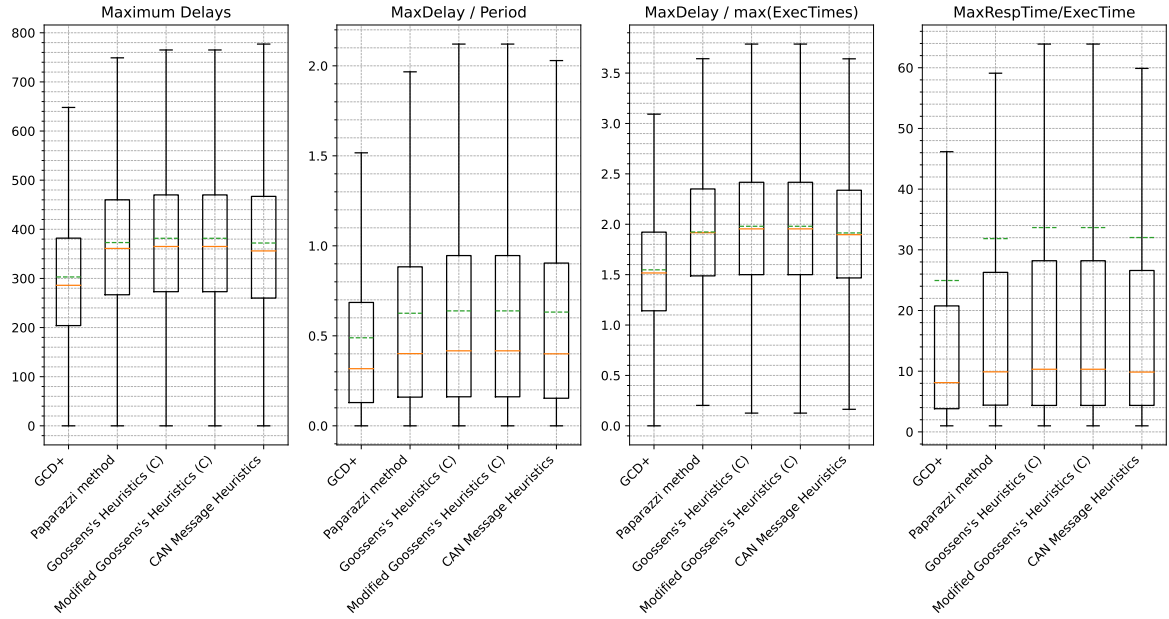 Maximum Delays
800
700
600
500
400
300
200
100
0
GCD+
Paparazzi method
Goossens's Heuristics (C)
Modified Goossens's Heuristics (C)
CAN Message Heuristics
MaxDelay / Period
2.0
1.5
1.0
0.5
0.0
GCD+
Paparazzi method
Goossens's Heuristics (C)
Modified Goossens's Heuristics (C)
CAN Message Heuristics
MaxDelay / max(ExecTimes)
3.5
3.0
2.5
2.0
1.5
1.0
0.5
0.0
GCD+
Paparazzi method
Goossens's Heuristics (C)
Modified Goossens's Heuristics (C)
CAN Message Heuristics
MaxRespTime/ExecTime
60
50
40
30
20
10
0
GCD+
Paparazzi method
Goossens's Heuristics (C)
Modified Goossens's Heuristics (C)
CAN Message Heuristics